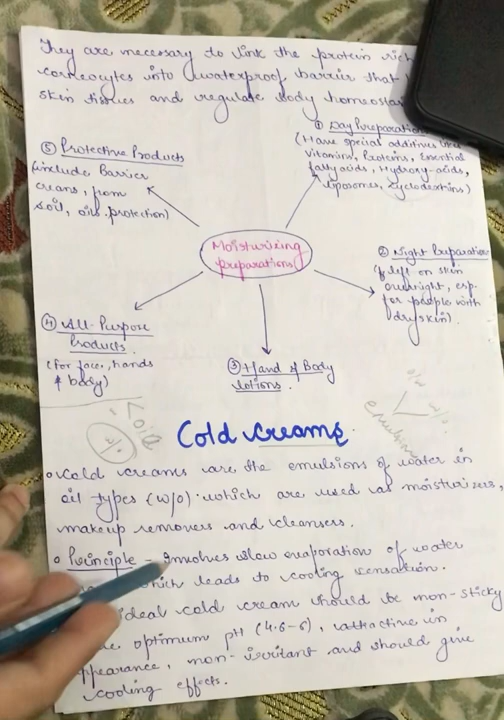 They are necessary to link the protein rich
corneocytes into waterproof barrier that
skin tissues and regulate body
① Day Preparation
(Have special additives like
vitamins, Proteins, Essential
fatty acids, Hydroxy-acids,
liposomes, cyclodextrins)
⑤ Protective Products
(include Barrier
creams, from
soil, oils protection)
Moisturizing
preparations
② Night Preparation
(If left on skin
overnight, esp.
for people with
dry skin).
④ All-Purpose
Products.
(for face, hands
& body)
③ Hand & Body
lotions.
o/w
w/o
emulsion
Cold
Cold creams.
o Cold creams are the emulsions of water in
oil types (w/o) which are used as moisturizers,
makeup removers and cleansers.
o Principle - Involves slow evaporation of water
which leads to cooling sensation.
ideal cold cream should be non-sticky
optimum pH (4.6-6), attractive in
ppearance, non-irritant and should give
cooling effects.